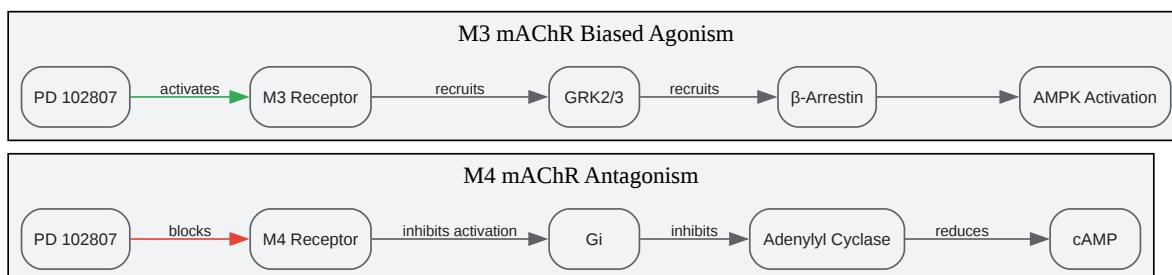 M3 mAChR Biased Agonism
PD 102807
activates
M3 Receptor
recruits
GRK2/3
recruits
β-Arrestin
AMPK Activation
M4 mAChR Antagonism
PD 102807
blocks
M4 Receptor
inhibits activation
Gi
inhibits
Adenylyl Cyclase
reduces
cAMP